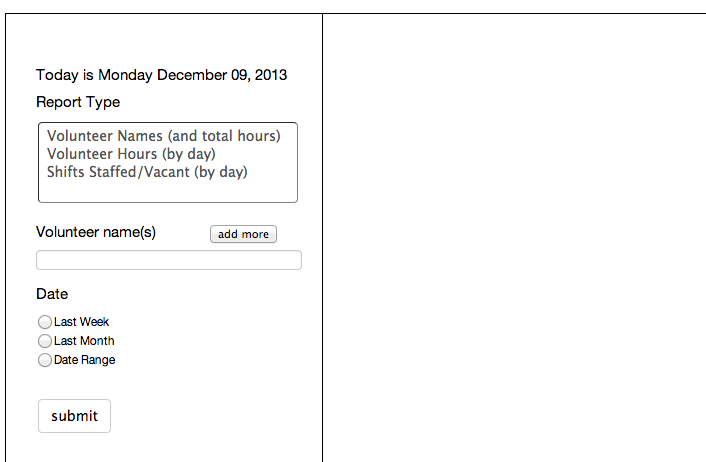 Today is Monday December 09, 2013
Report Type
Volunteer Names (and total hours)
Volunteer Hours (by day)
Shifts Staffed/Vacant (by day)
Volunteer name(s) add more
Date
Last Week
Last Month
Date Range
submit